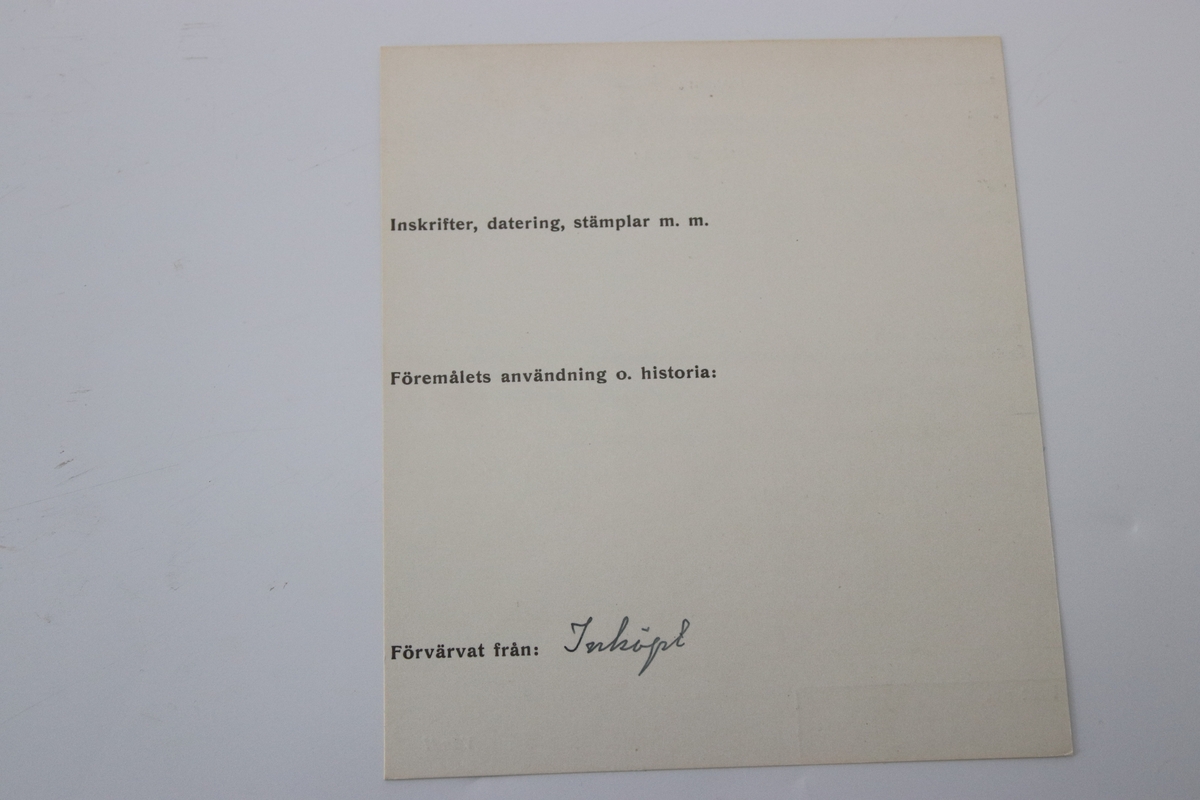 Inskrifter, datering, stämplar m. m.
Föremålets användning o. historia:
Förvärvat från: Inköpt